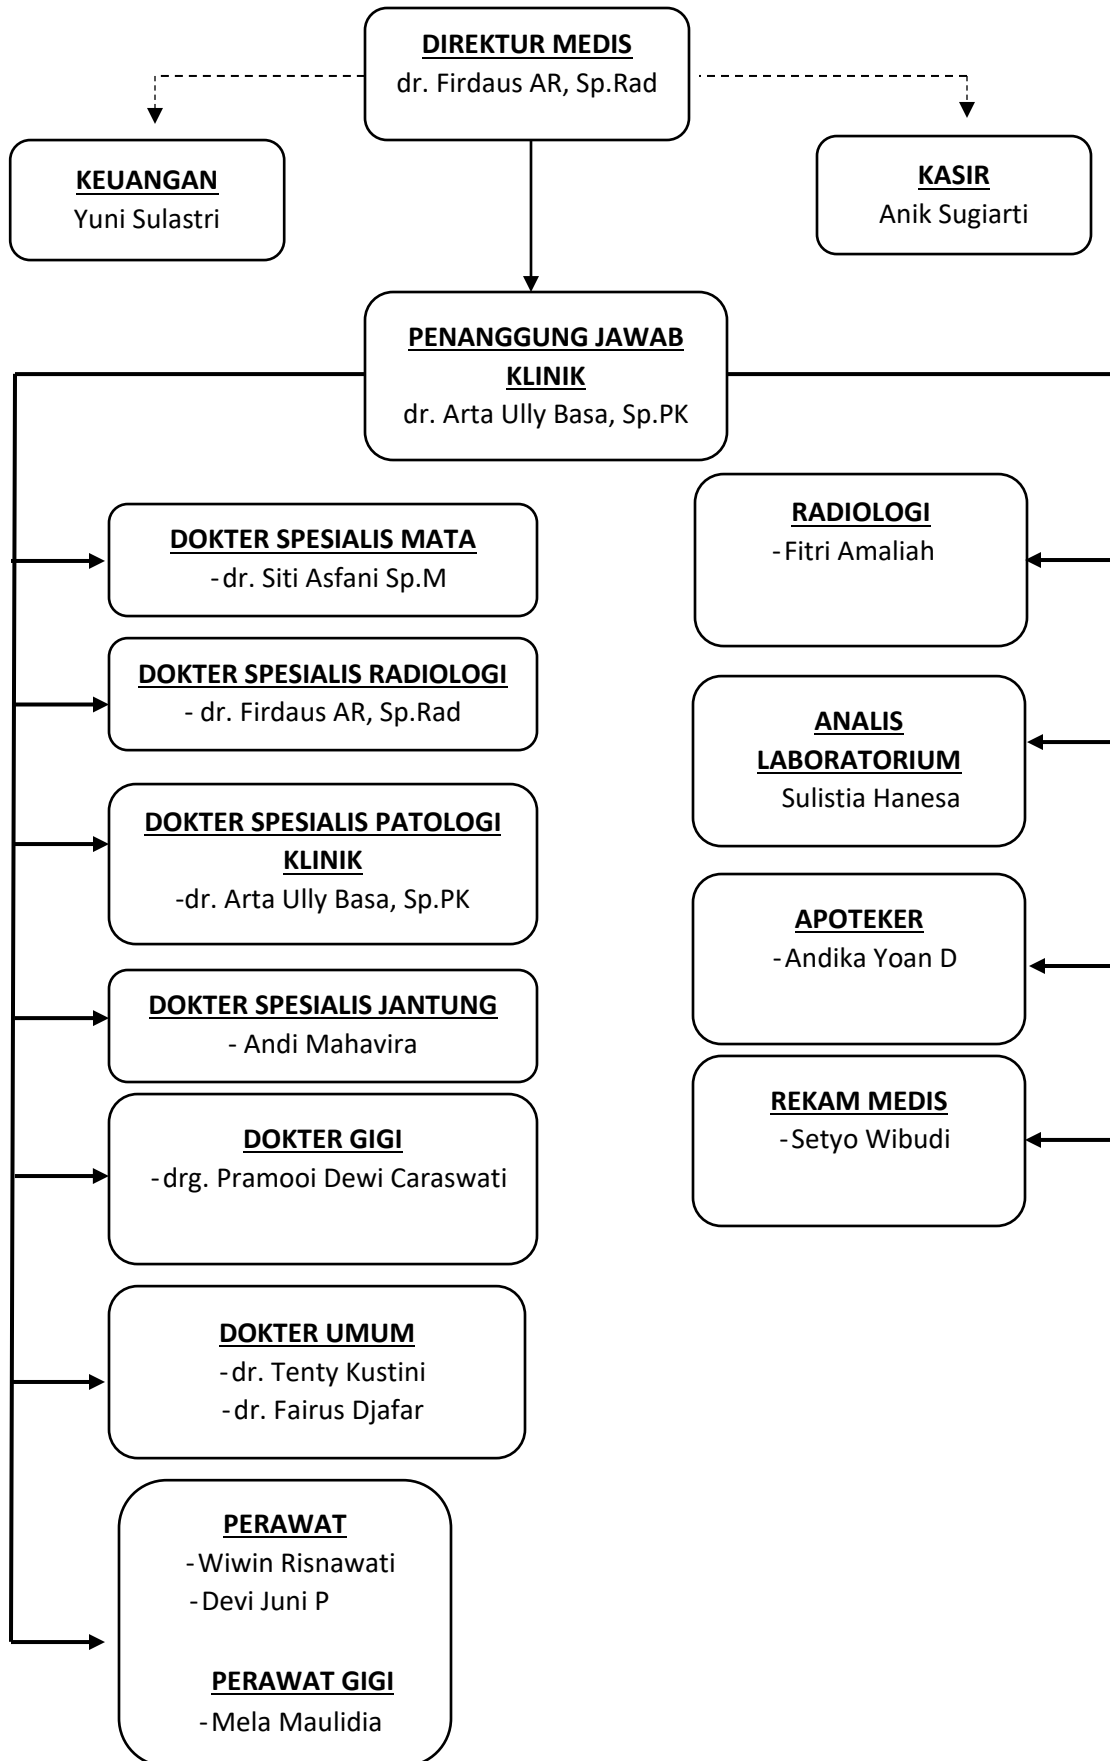 DIREKTUR MEDIS
dr. Firdaus AR, Sp.Rad
KEUANGAN
Yuni Sulastri
KASIR
Anik Sugiarti
PENANGGUNG JAWAB
KLINIK
dr. Arta Ully Basa, Sp.PK
DOKTER SPESIALIS MATA
-dr. Siti Asfani Sp.M
DOKTER SPESIALIS RADIOLOGI
- dr. Firdaus AR, Sp.Rad
DOKTER SPESIALIS PATOLOGI
KLINIK
-dr. Arta Ully Basa, Sp.PK
DOKTER SPESIALIS JANTUNG
- Andi Mahavira
DOKTER GIGI
-drg. Pramooi Dewi Caraswati
DOKTER UMUM
-dr. Tenty Kustini
-dr. Fairus Djafar
PERAWAT
-Wiwin Risnawati
-Devi Juni P
PERAWAT GIGI
-Mela Maulidia
RADIOLOGI
-Fitri Amaliah
ANALIS
LABORATORIUM
Sulistia Hanesa
APOTEKER
-Andika Yoan D
REKAM MEDIS
-Setyo Wibudi